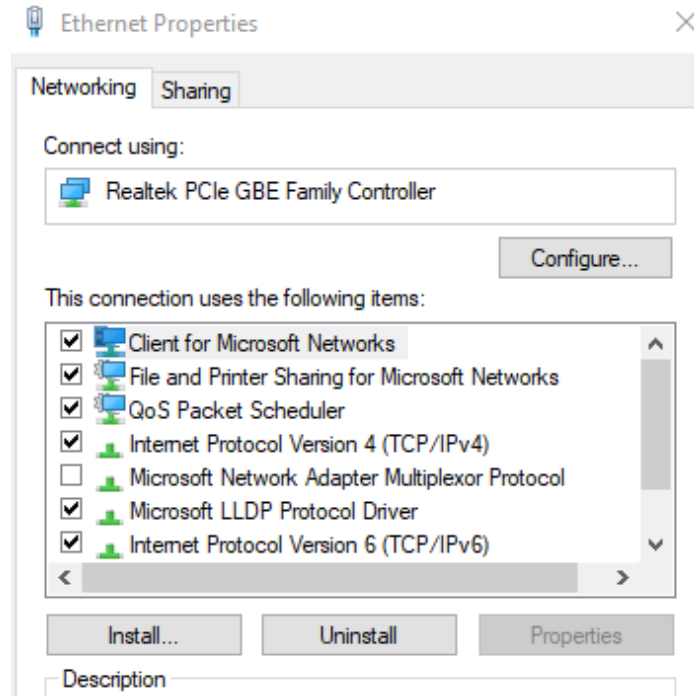 Ethernet Properties
Networking
Sharing
Connect using:
Realtek PCIe GBE Family Controller
Configure...
This connection uses the following items:
Client for Microsoft Networks
File and Printer Sharing for Microsoft Networks
QoS Packet Scheduler
Internet Protocol Version 4 (TCP/IPv4)
Microsoft Network Adapter Multiplexor Protocol
Microsoft LLDP Protocol Driver
Internet Protocol Version 6 (TCP/IPv6)
Install...
Uninstall
Properties
Description